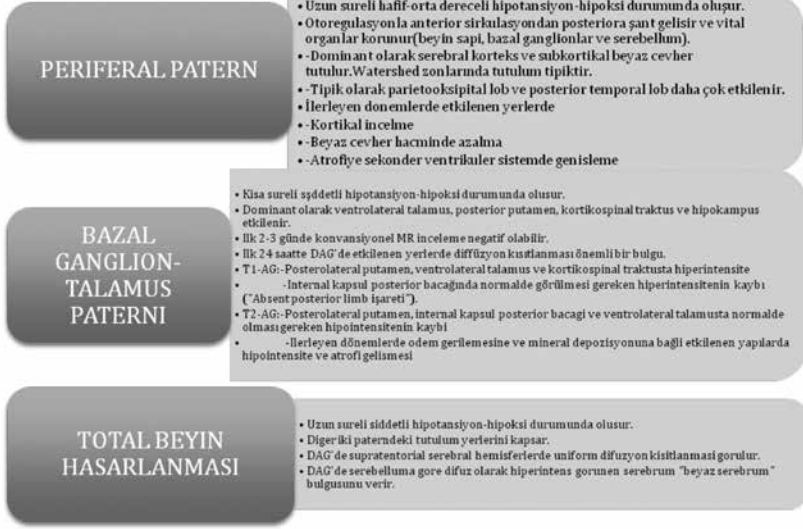 PERIFERAL PATERN
• Uzun sureli hafif-orta dereceli hipotansiyon-hipoksi durumunda oluşur.
• Otoregulasyonla anterior sirkulasyondan posteriora şant gelisir ve vital
organlar korunur(beyin sapi, bazal ganglionlar ve serebellum).
• -Dominant olarak serebral korteks ve subkortikal beyaz cevher
tutulur.Watershed zonlarında tutulum tipiktir.
• -Tipik olarak parietooksipital lob ve posterior temporal lob daha çok etkilenir.
• İlerleyen donemlerde etkilenen yerlerde
• -Kortikal incelme
• -Beyaz cevher hacminde azalma
• -Atrofiye sekonder ventrikuler sistemde genisleme
BAZAL
GANGLION-
TALAMUS
PATERNI
• Kisa sureli sşddetli hipotansiyon-hipoksi durumunda olusur.
• Dominant olarak ventrolateral talamus, posterior putamen, kortikospinal traktus ve hipokampus
etkilenir.
• Ilk 2-3 günde konvansiyonel MR inceleme negatif olabilir.
• Ilk 24 saatte DAG'de etkilenen yerlerde diffüzyon kısıtlanması önemli bir bulgu.
• T1-AG:-Posterolateral putamen, ventrolateral talamus ve kortikospinal traktusta hiperintensite
• -Internal kapsul posterior bacağında normalde görülmesi gereken hiperintensitenin kaybı
("Absent posterior limb işareti").
• T2-AG:-Posterolateral putamen, internal kapsul posterior bacagi ve ventrolateral talamusta normalde
olması gereken hipointensitenin kaybi
• -Ilerleyen dönemlerde odem gerilemesine ve mineral depozisyonuna bağli etkilenen yapılarda
hipointensite ve atrofi gelismesi
TOTAL BEYIN
HASARLANMASI
• Uzun sureli siddetli hipotansiyon-hipoksi durumunda olusur.
• Diger iki paterndeki tutulum yerlerini kapsar.
• DAG'de supratentorial serebral hemisferlerde uniform difuzyon kisitlanmasi gorulur.
• DAG'de serebelluma gore difuz olarak hiperintens gorunen serebrum "beyaz serebrum"
bulgusunu verir.